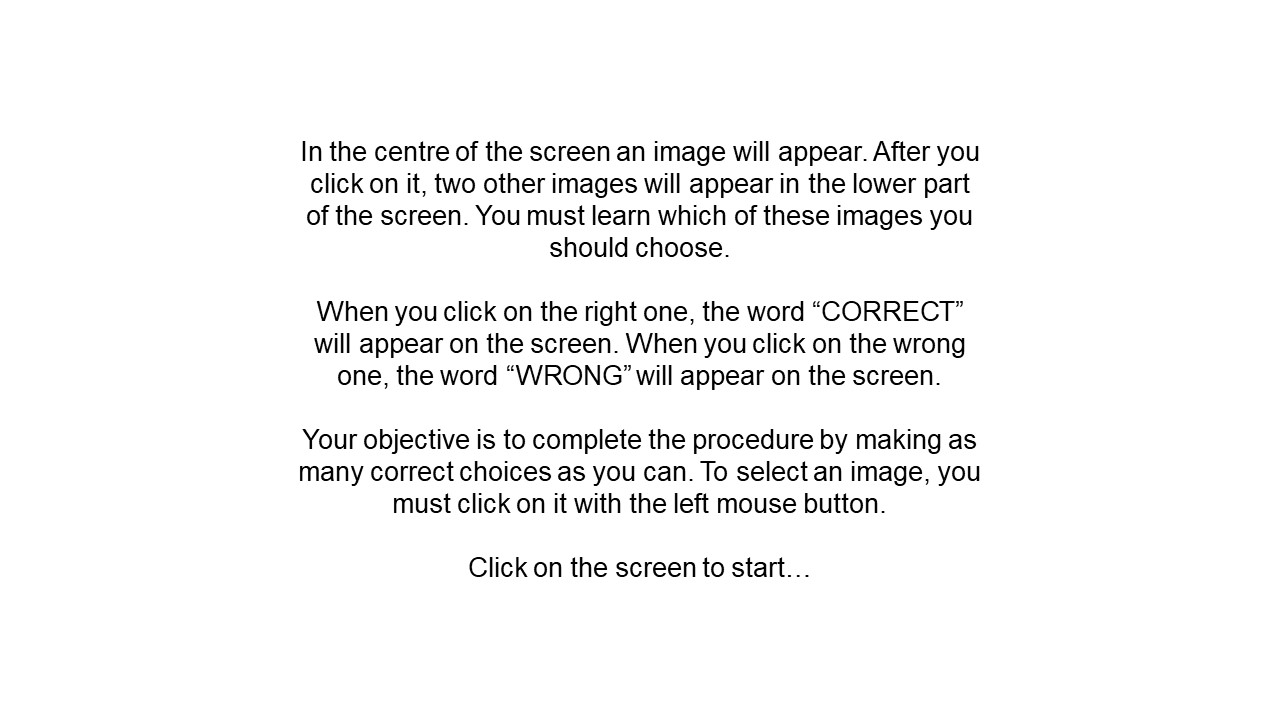 In the centre of the screen an image will appear. After you
click on it, two other images will appear in the lower part
of the screen. You must learn which of these images you
should choose.
When you click on the right one, the word “CORRECT”
will appear on the screen. When you click on the wrong
one, the word “WRONG” will appear on the screen.
Your objective is to complete the procedure by making as
many correct choices as you can. To select an image, you
must click on it with the left mouse button.
Click on the screen to start…